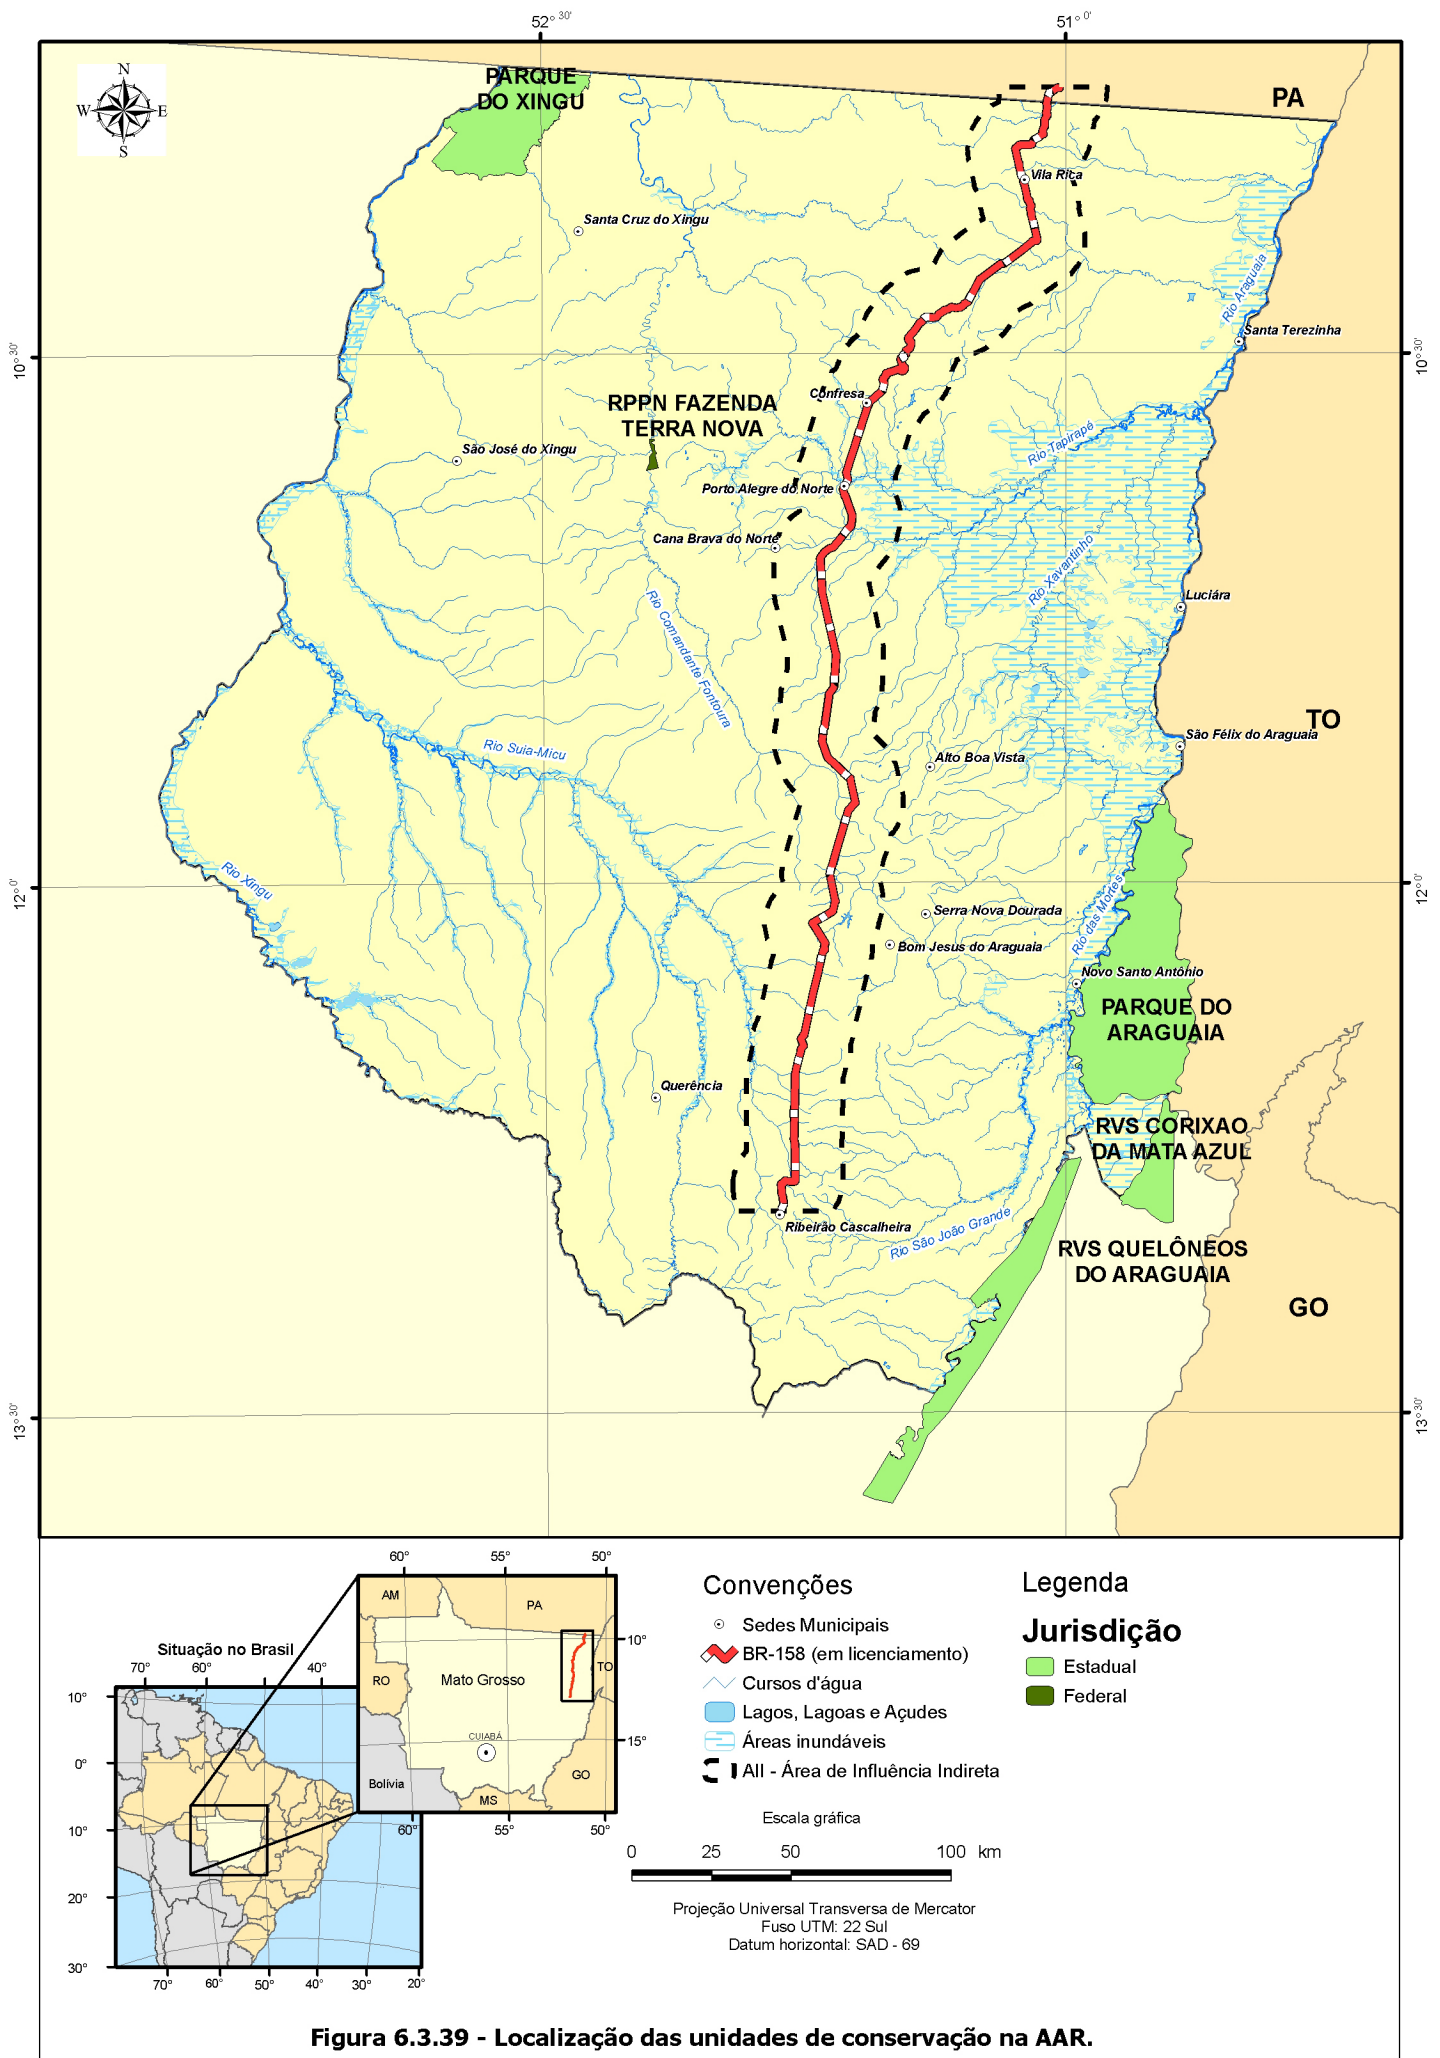 52° 30'
51° 0'
N
W
E
S
PARQUE
DO XINGU
PA
Vila Rica
Santa Cruz do Xingu
Rio Araguaia
Santa Terezinha
10° 30'
10° 30'
Confresa
RPPN FAZENDA
TERRA NOVA
Rio Tapirapé
São José do Xingu
Porto Alegre do Norte
Cana Brava do Norte
Rio Xavantinho
Rio Comandante Fontoura
Luciára
TO
São Félix do Araguaia
Rio Suia-Micu
Alto Boa Vista
Rio Xingu
12° 0'
12° 0'
Rio das Mortes
Serra Nova Dourada
Bom Jesus do Araguaia
Novo Santo Antônio
PARQUE DO
ARAGUAIA
Querência
RVS CORIXAO
DA MATA AZUL
Ribeirão Cascalheira
Rio São João Grande
RVS QUELÔNEOS
DO ARAGUAIA
GO
13° 30'
13° 30'
60°
55°
50°
AM
PA
10°
RO
Mato Grosso
TO
CUIABÁ
15°
Bolívia
GO
MS
60°
55°
50°
Situação no Brasil
70°
60°
40°
10°
0°
10°
20°
30°
70°
60°
50°
40°
30°
20°
Convenções
Sedes Municipais
BR-158 (em licenciamento)
Cursos d'água
Lagos, Lagoas e Açudes
Áreas inundáveis
AII - Área de Influência Indireta
Legenda
Jurisdição
Estadual
Federal
Escala gráfica
0 25 50 100 km
Projeção Universal Transversa de Mercator
Fuso UTM: 22 Sul
Datum horizontal: SAD - 69
Figura 6.3.39 - Localização das unidades de conservação na AAR.